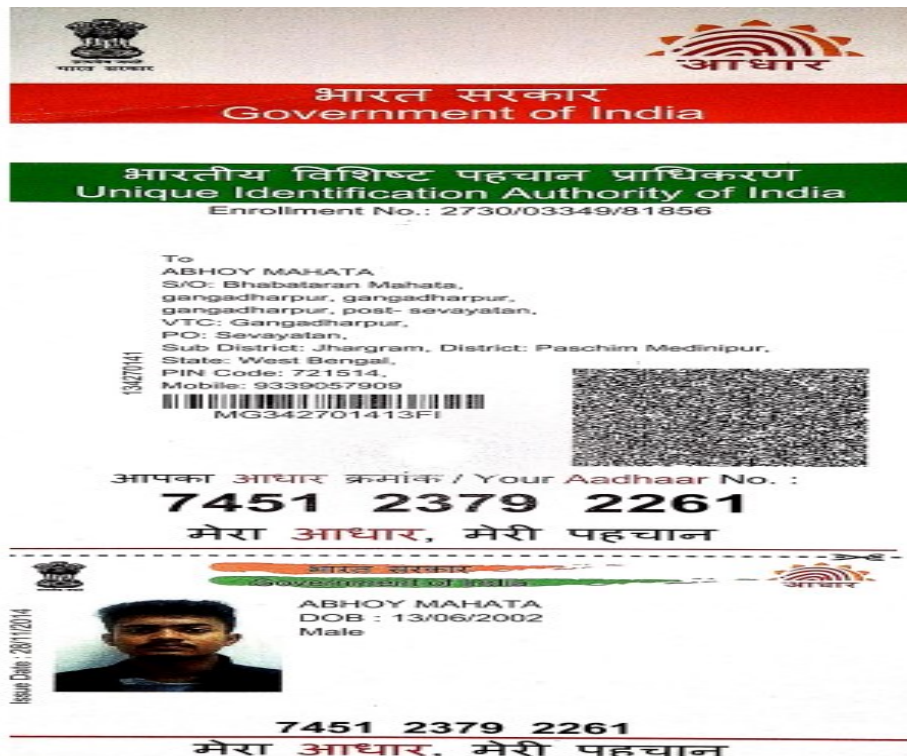 भारत सरकार
आधार
भारत सरकार
Government of India
भारतीय विशिष्ट पहचान प्राधिकरण
Unique Identification Authority of India
Enrollment No.: 2730/03349/81856
To
ABHOY MAHATA
S/O: Bhabataran Mahata,
gangadharpur, gangadharpur,
gangadharpur, post- sevayatan,
VTC: Gangadharpur,
PO: Sevayatan,
Sub District: Jhargram, District: Paschim Medinipur,
State: West Bengal,
PIN Code: 721514,
Mobile: 9339057909
134270141
MG342701413FI
आपका आधार क्रमांक / Your Aadhaar No. :
7451 2379 2261
मेरा आधार, मेरी पहचान
भारत सरकार
Government of India
आधार
ABHOY MAHATA
DOB : 13/06/2002
Male
Issue Date : 28/11/2014
7451 2379 2261
मेरा आधार, मेरी पहचान